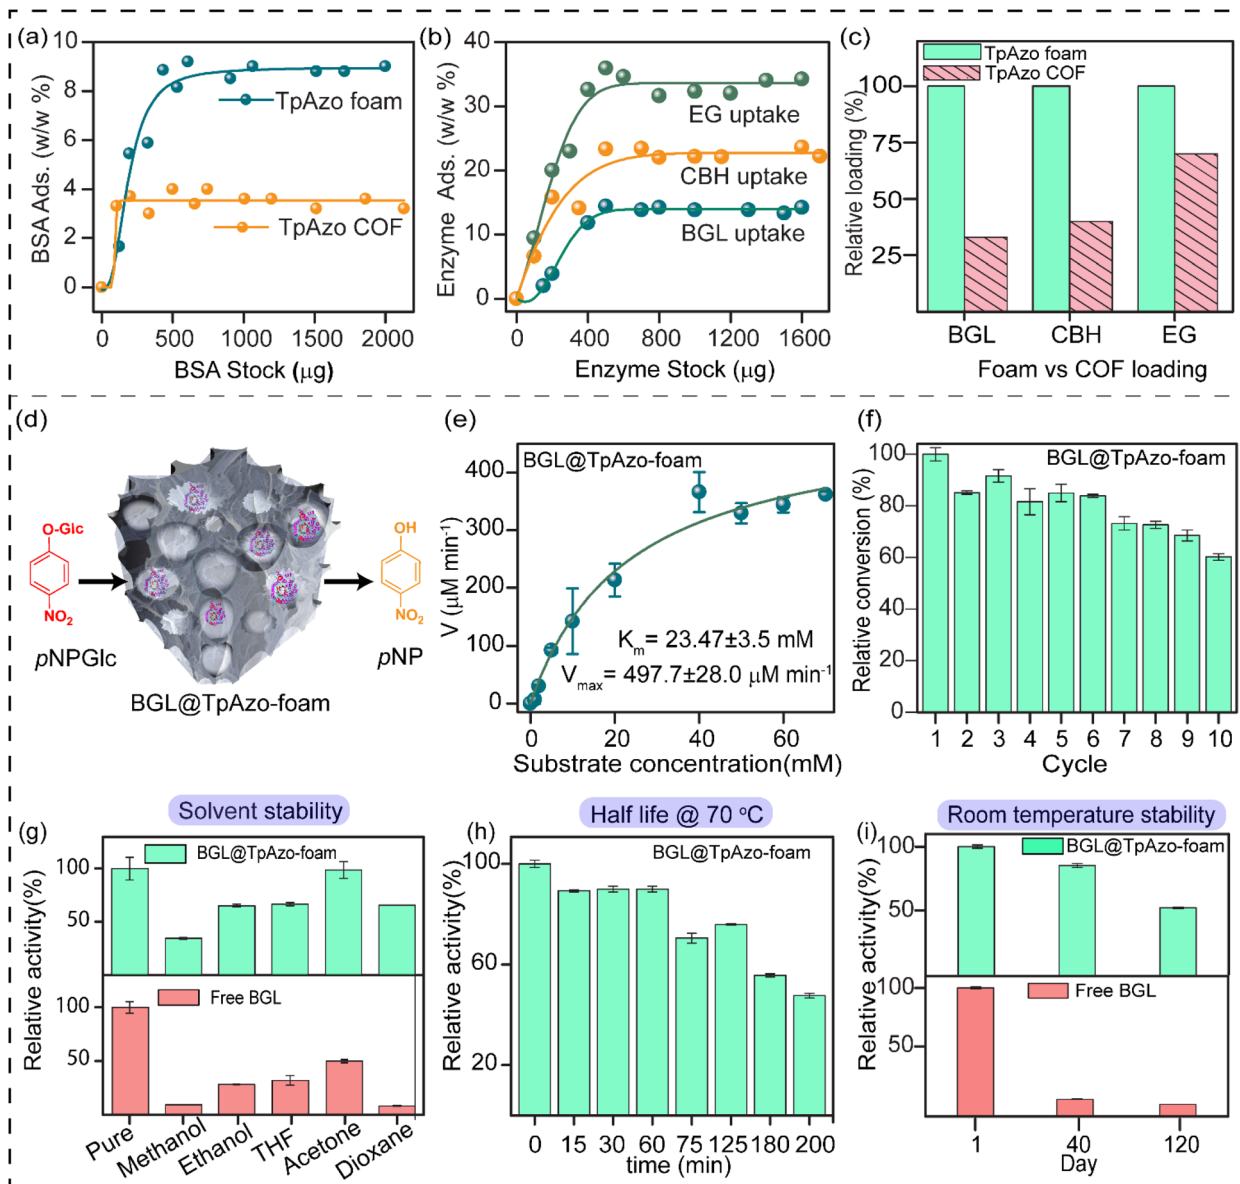 (a)
10
8
6
4
2
0
BSA Ads. (w/w %)
TpAzo foam
TpAzo COF
0 500 1000 1500 2000
BSA Stock (μg)
(b)
40
30
20
10
0
Enzyme Ads. (w/w %)
EG uptake
CBH uptake
BGL uptake
0 400 800 1200 1600
Enzyme Stock (μg)
(c)
TpAzo foam
TpAzo COF
100
75
50
25
Relative loading (%)
BGL CBH EG
Foam vs COF loading
(d)
O-Glc
NO2
pNPGlc
BGL@TpAzo-foam
OH
NO2
pNP
(e)
BGL@TpAzo-foam
400
300
200
100
0
V (μM min-1)
Km= 23.47±3.5 mM
Vmax= 497.7±28.0 μM min-1
0 20 40 60
Substrate concentration(mM)
(f)
BGL@TpAzo-foam
100
80
60
40
20
0
Relative conversion (%)
1 2 3 4 5 6 7 8 9 10
Cycle
Solvent stability
(g)
BGL@TpAzo-foam
100
50
Free BGL
100
50
Relative activity(%)
Pure Methanol Ethanol THF Acetone Dioxane
Half life @ 70 °C
(h)
BGL@TpAzo-foam
100
60
20
Relative activity(%)
0 15 30 60 75 125 180 200
time (min)
Room temperature stability
(i)
BGL@TpAzo-foam
100
50
Free BGL
100
50
Relative activity(%)
1 40 120
Day